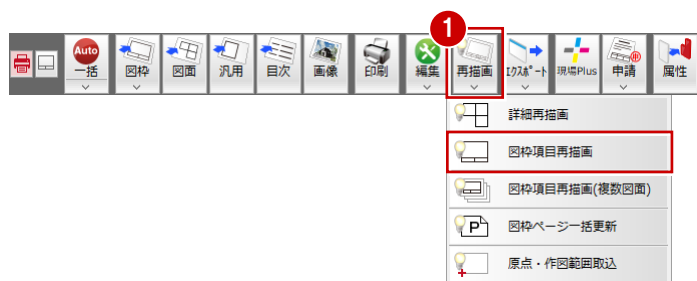 1
Auto
一括
図枠
図面
汎用
目次
画像
印刷
編集
再描画
ｴｸｽﾎﾟｰﾄ
現場Plus
申請
属性
詳細再描画
図枠項目再描画
図枠項目再描画(複数図面)
P
図枠ページ一括更新
原点・作図範囲取込